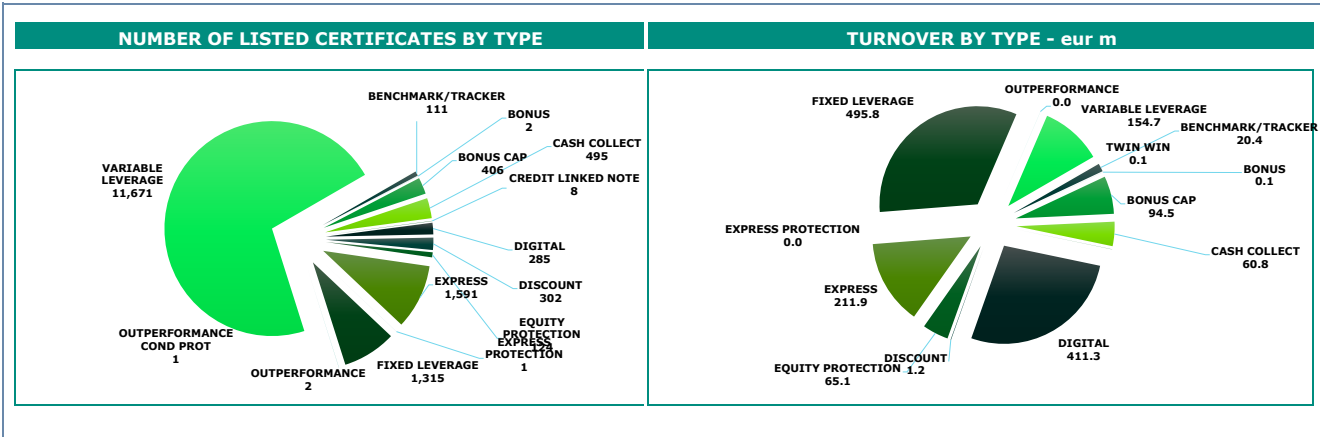 NUMBER OF LISTED CERTIFICATES BY TYPE
BENCHMARK/TRACKER
111
BONUS
2
CASH COLLECT
495
BONUS CAP
406
CREDIT LINKED NOTE
8
VARIABLE
LEVERAGE
11,671
DIGITAL
285
EXPRESS
1,591
DISCOUNT
302
EQUITY
PROTECTION
124
EXPRESS
PROTECTION
1
OUTPERFORMANCE
COND PROT
1
FIXED LEVERAGE
1,315
OUTPERFORMANCE
2
TURNOVER BY TYPE - eur m
OUTPERFORMANCE
0.0
FIXED LEVERAGE
495.8
VARIABLE LEVERAGE
154.7
BENCHMARK/TRACKER
20.4
TWIN WIN
0.1
BONUS
0.1
BONUS CAP
94.5
EXPRESS PROTECTION
0.0
CASH COLLECT
60.8
EXPRESS
211.9
DIGITAL
411.3
DISCOUNT
1.2
EQUITY PROTECTION
65.1